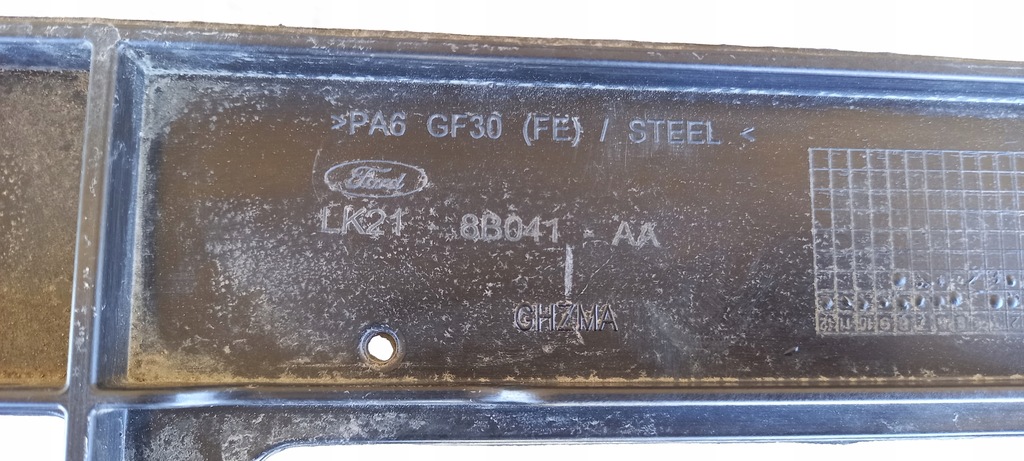 >PA6 GF30 (FE) / STEEL <
Ford
LK21 - 8B041 - AA
GHZMA